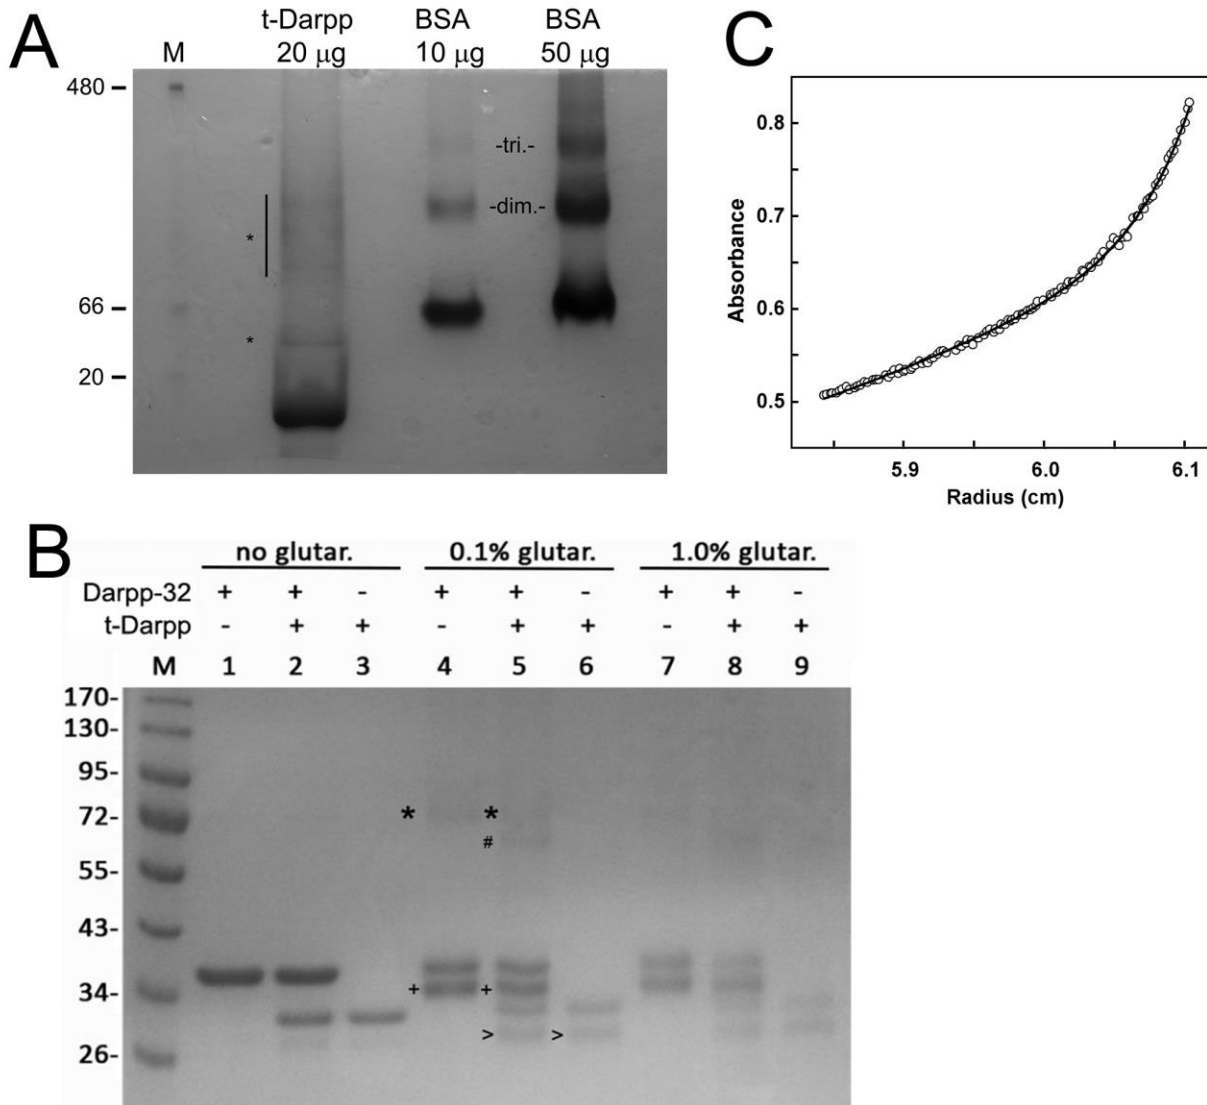 A
t-Darpp BSA BSA
M 20 μg 10 μg 50 μg
480
-tri.-
*
-dim.-
66
*
20
C
0.8
0.7
0.6
0.5
Absorbance
5.9 6.0 6.1
Radius (cm)
B
no glutar. 0.1% glutar. 1.0% glutar.
Darpp-32 + + - + + - + + -
t-Darpp - + + - + + - + +
M 1 2 3 4 5 6 7 8 9
170-
130-
95-
72- * *
#
55-
43-
34- + +
> >
26-